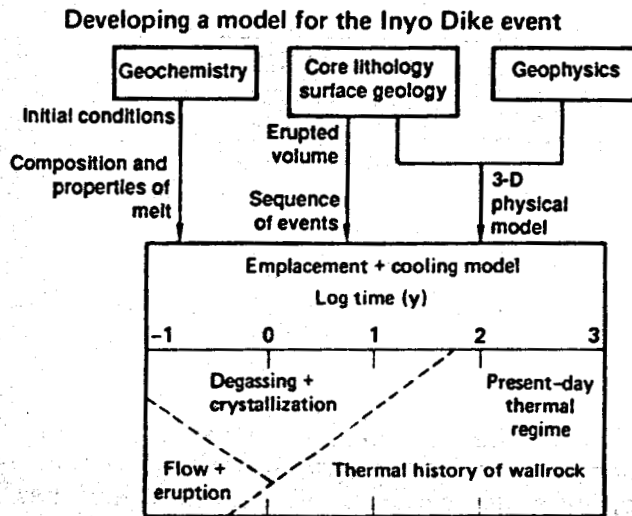 Developing a model for the Inyo Dike event
Geochemistry
Core lithology
surface geology
Geophysics
Initial conditions
Composition and
properties of
melt
Erupted
volume
Sequence
of events
3-D
physical
model
Emplacement + cooling model
Log time (y)
-1 0 1 2 3
Degassing +
crystallization
Present-day
thermal
regime
Flow +
eruption
Thermal history of wallrock